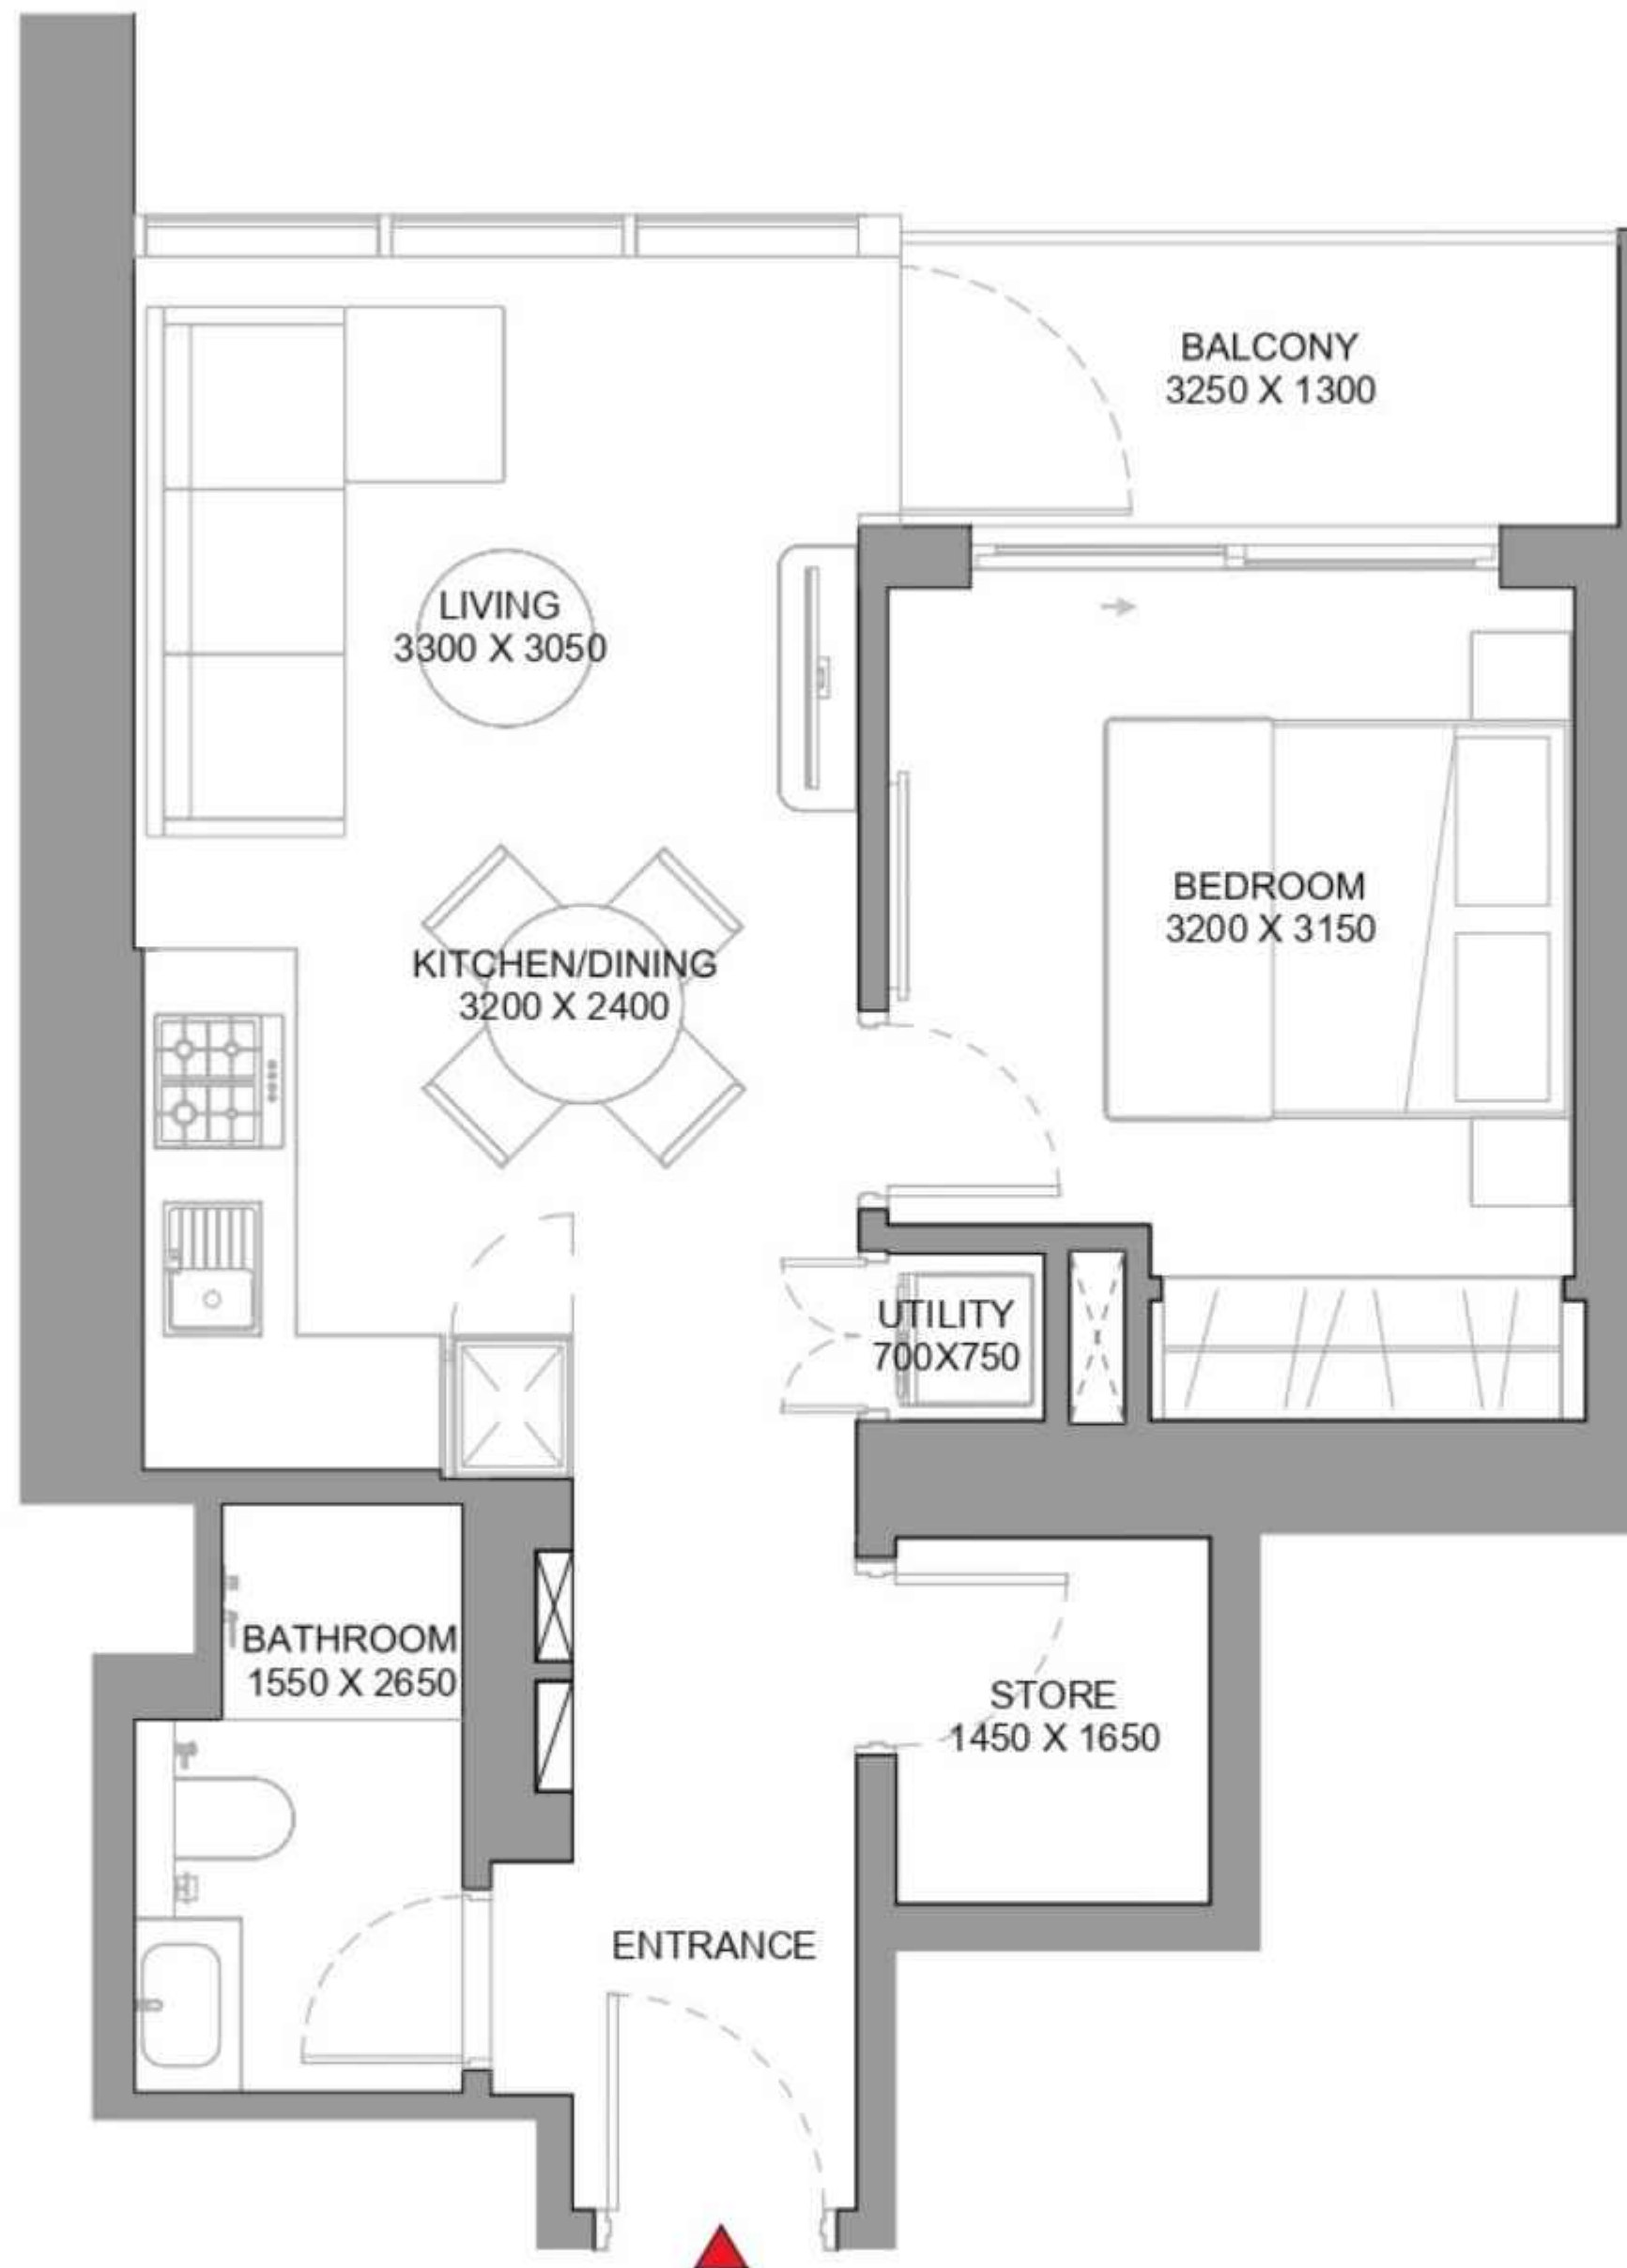 BALCONY
3250 X 1300
LIVING
3300 X 3050
BEDROOM
3200 X 3150
KITCHEN/DINING
3200 X 2400
UTILITY
700X750
BATHROOM
1550 X 2650
STORE
1450 X 1650
ENTRANCE